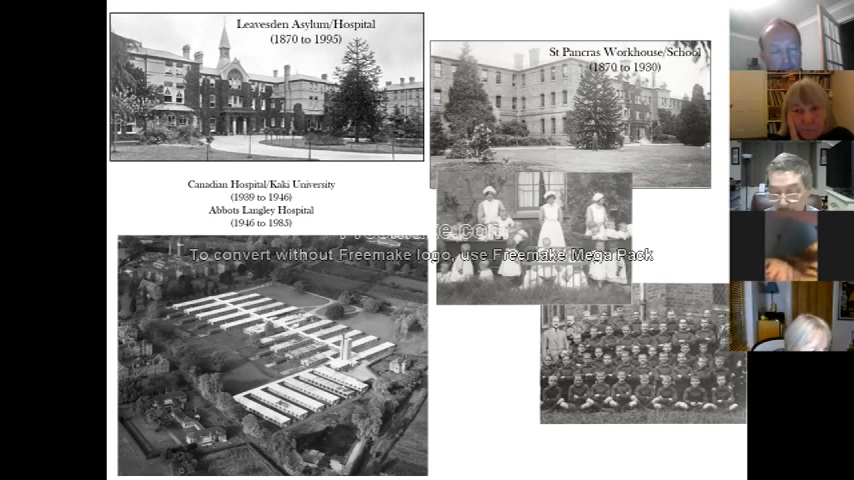 Leavesden Asylum/Hospital
(1870 to 1995)
St Pancras Workhouse/School
(1870 to 1930)
Canadian Hospital/Kaki University
(1939 to 1946)
Abbots Langley Hospital
(1946 to 1985)
To convert without Freemake logo, use Freemake Mega Pack